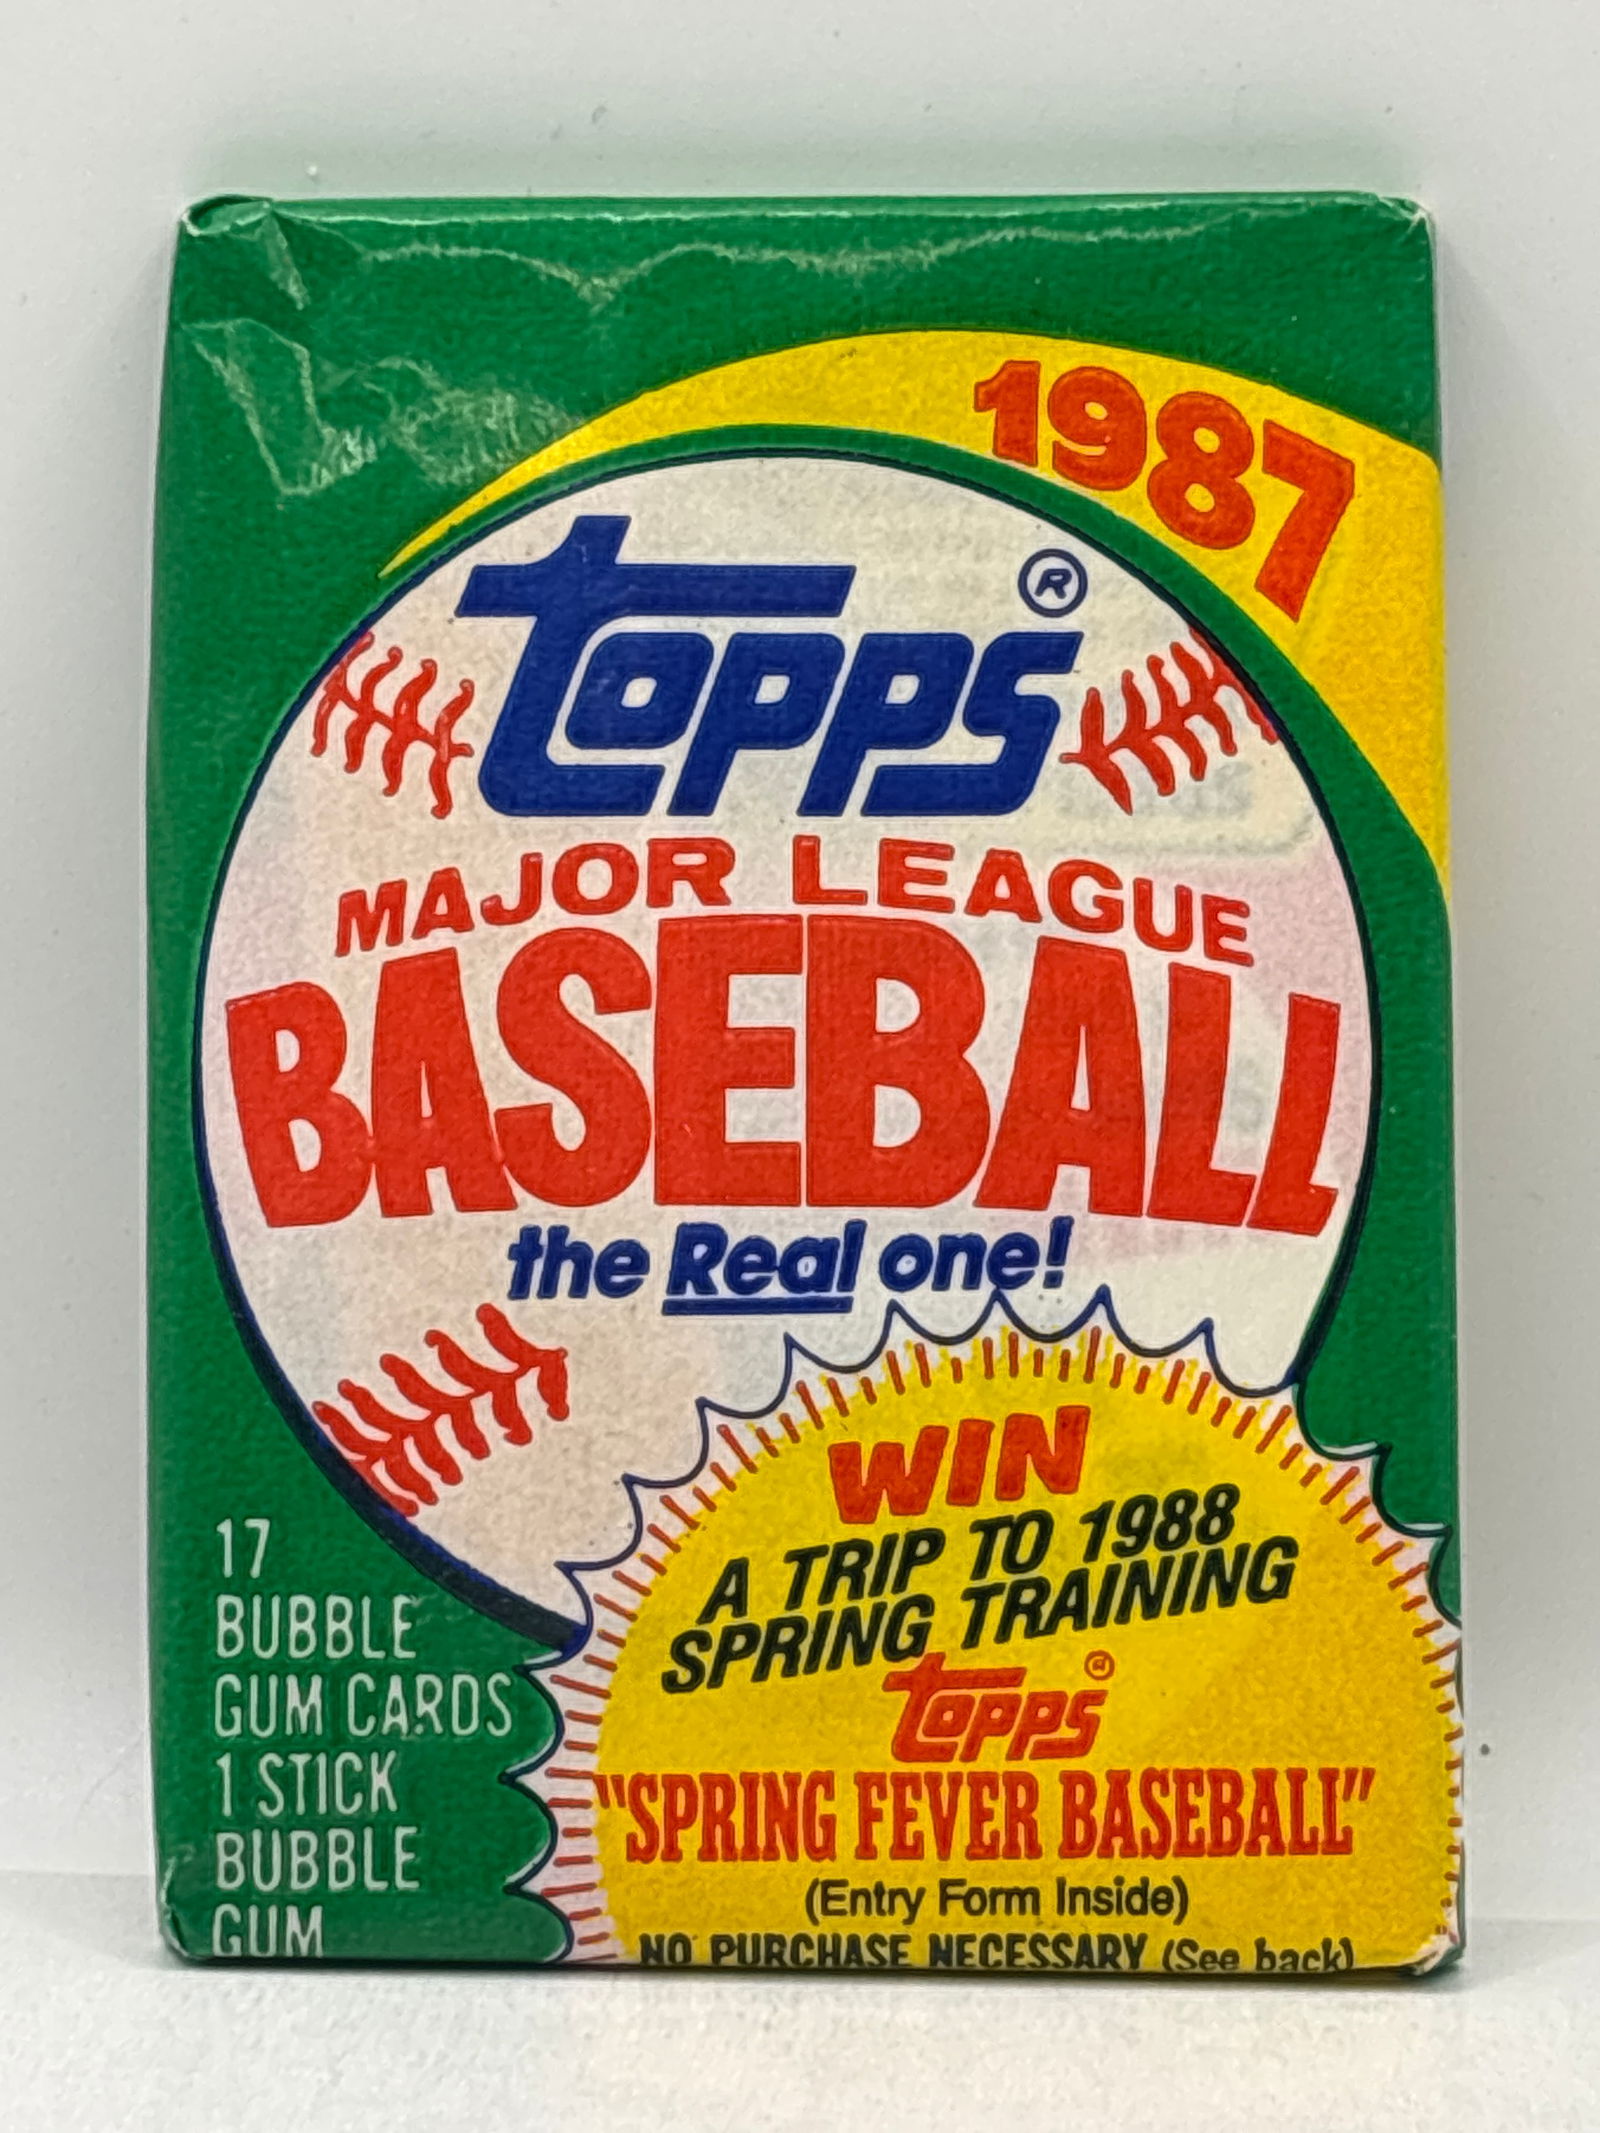 1987
topps®
MAJOR LEAGUE
BASEBALL
the Real one!
17
BUBBLE
GUM CARDS
1 STICK
BUBBLE
GUM
WIN
A TRIP TO 1988
SPRING TRAINING
topps®
"SPRING FEVER BASEBALL"
(Entry Form Inside)
NO PURCHASE NECESSARY (See back)